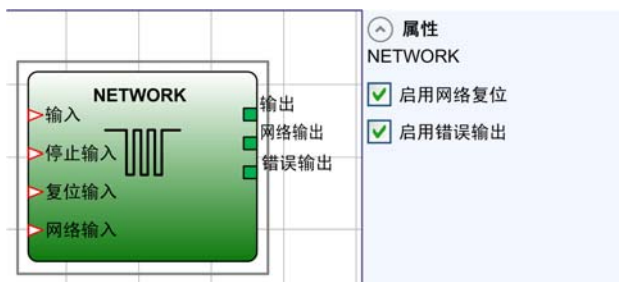 NETWORK
输入
停止输入
复位输入
网络输入
输出
网络输出
错误输出
属性
NETWORK
启用网络复位
启用错误输出